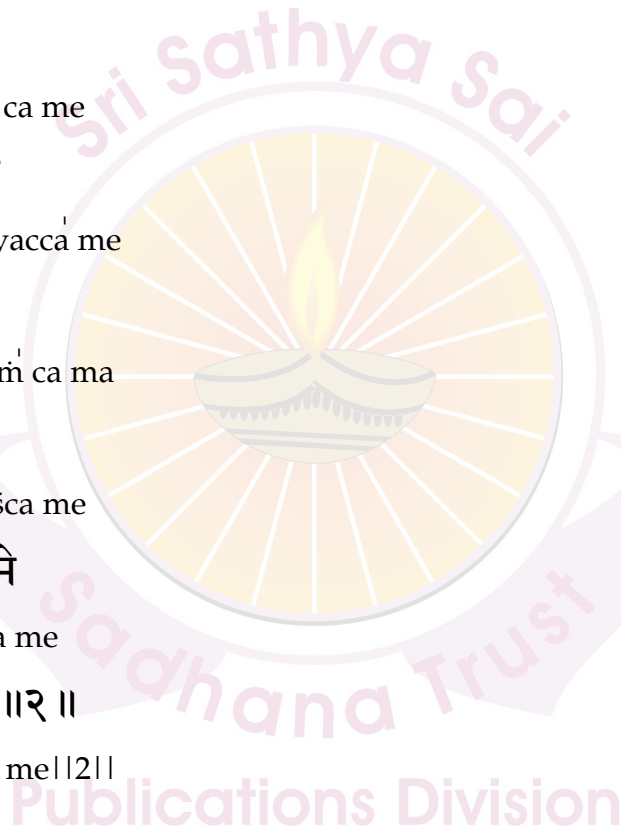 Sri Sathya Sai
ca me
yacca̍ me
ṁ̍ ca ma
śca me
मे
a me
॥२॥
me||2||
Sadhana Trust
Publications Division